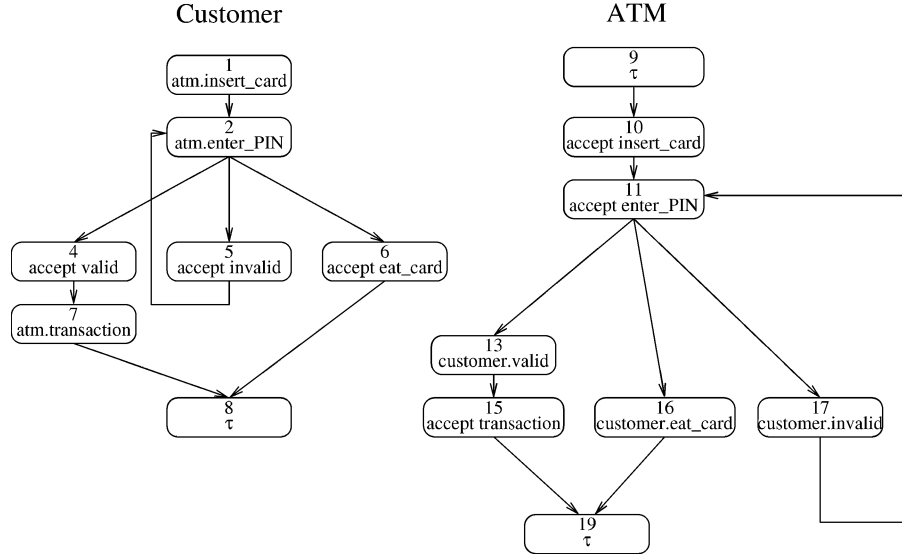 Customer
ATM
1
atm.insert_card
2
atm.enter_PIN
4
accept valid
5
accept invalid
6
accept eat_card
7
atm.transaction
8
τ
9
τ
10
accept insert_card
11
accept enter_PIN
13
customer.valid
15
accept transaction
16
customer.eat_card
17
customer.invalid
19
τ